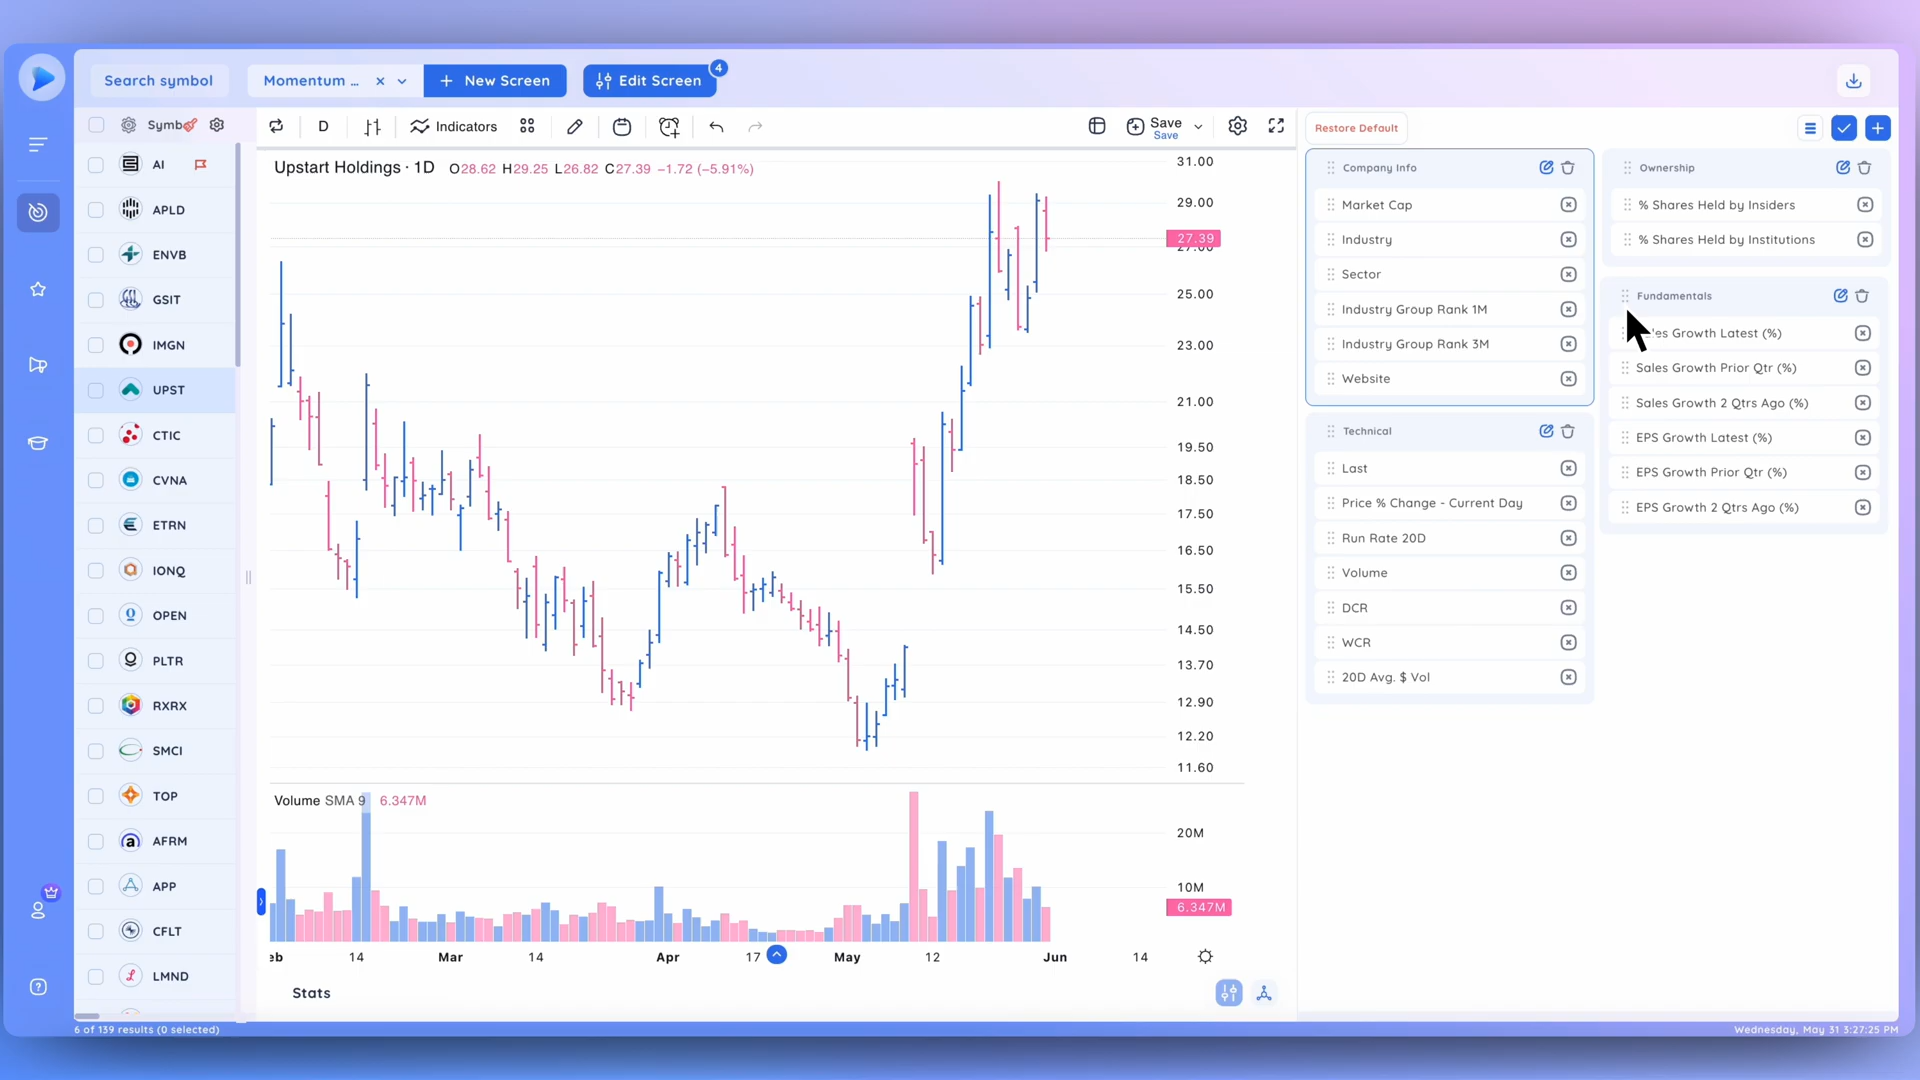 Search symbol
Momentum ...
New Screen
Edit Screen
4
Symb
D
Indicators
Save
Save
Restore Default
AI
APLD
ENVB
GSIT
IMGN
UPST
CTIC
CVNA
ETRN
IONQ
OPEN
PLTR
RXRX
SMCI
TOP
AFRM
APP
CFLT
LMND
Upstart Holdings · 1D O28.62 H29.25 L26.82 C27.39 −1.72 (−5.91%)
31.00
29.00
27.39
27.00
25.00
23.00
21.00
19.50
18.50
17.50
16.50
15.50
14.50
13.70
12.90
12.20
11.60
Volume SMA 9 6.347M
20M
10M
6.347M
eb 14 Mar 14 Apr 17 May 12 Jun 14
Stats
Company Info
Market Cap
Industry
Sector
Industry Group Rank 1M
Industry Group Rank 3M
Website
Technical
Last
Price % Change - Current Day
Run Rate 20D
Volume
DCR
WCR
20D Avg. $ Vol
Ownership
% Shares Held by Insiders
% Shares Held by Institutions
Fundamentals
les Growth Latest (%)
Sales Growth Prior Qtr (%)
Sales Growth 2 Qtrs Ago (%)
EPS Growth Latest (%)
EPS Growth Prior Qtr (%)
EPS Growth 2 Qtrs Ago (%)
6 of 139 results (0 selected)
Wednesday, May 31 3:27:25 PM